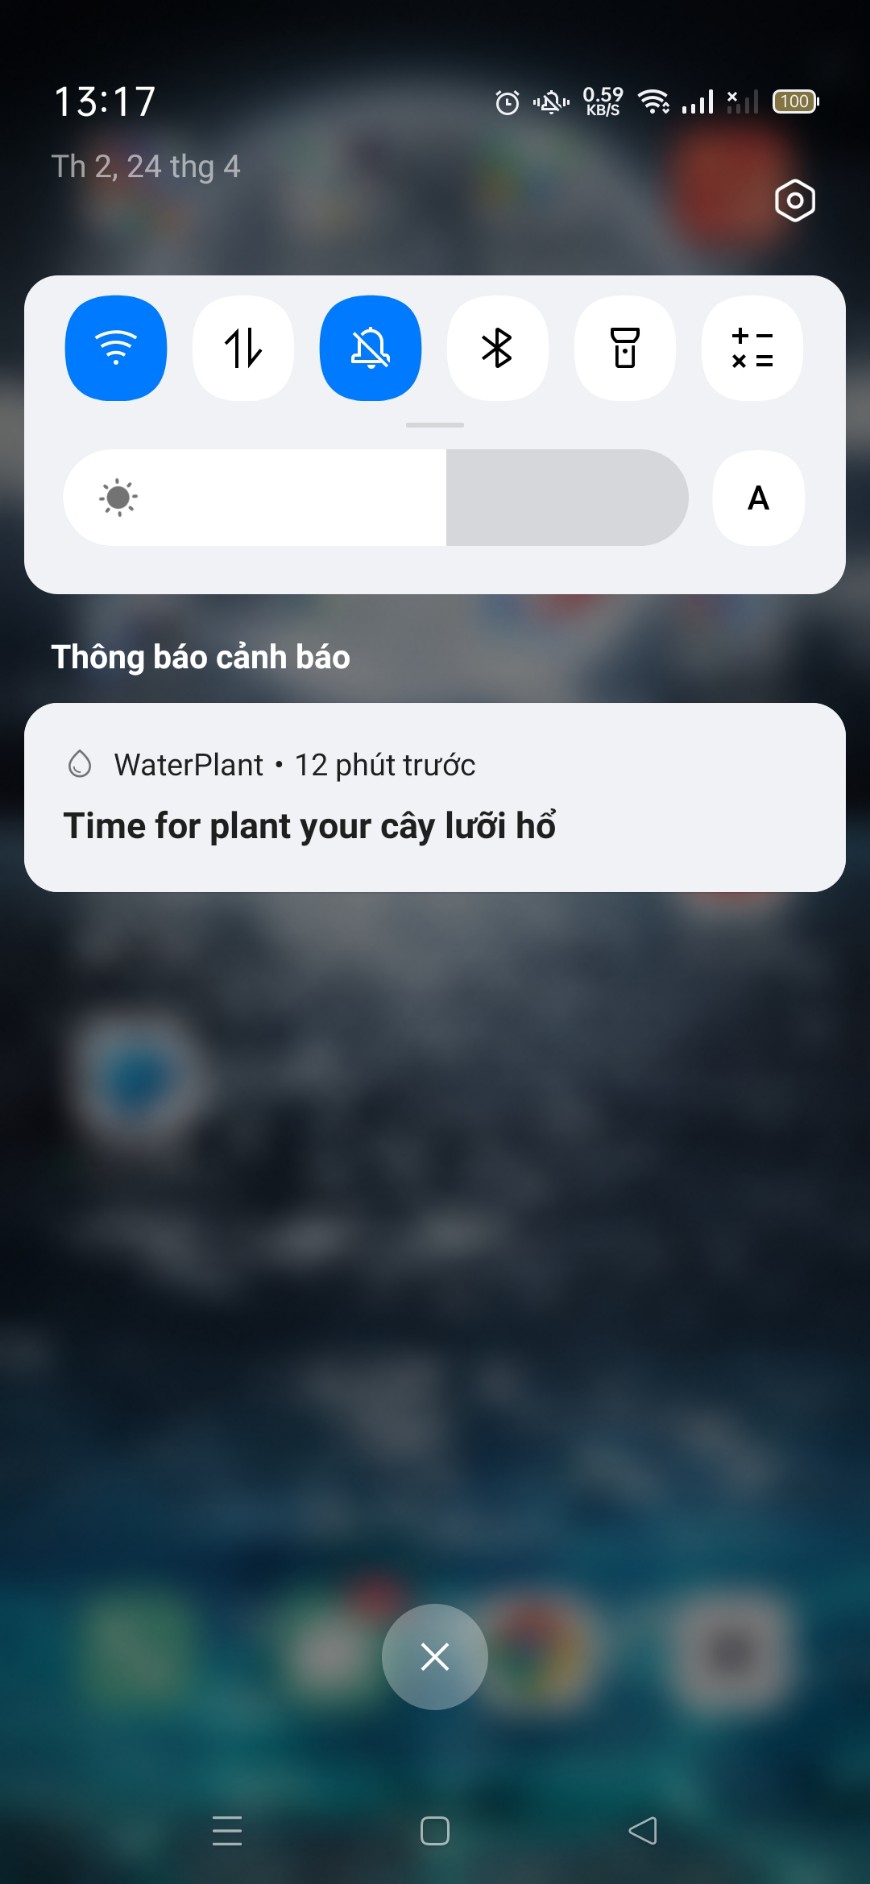 13:17
0.59
KB/S
100
Th 2, 24 thg 4
A
Thông báo cảnh báo
WaterPlant • 12 phút trước
Time for plant your cây lưỡi hổ